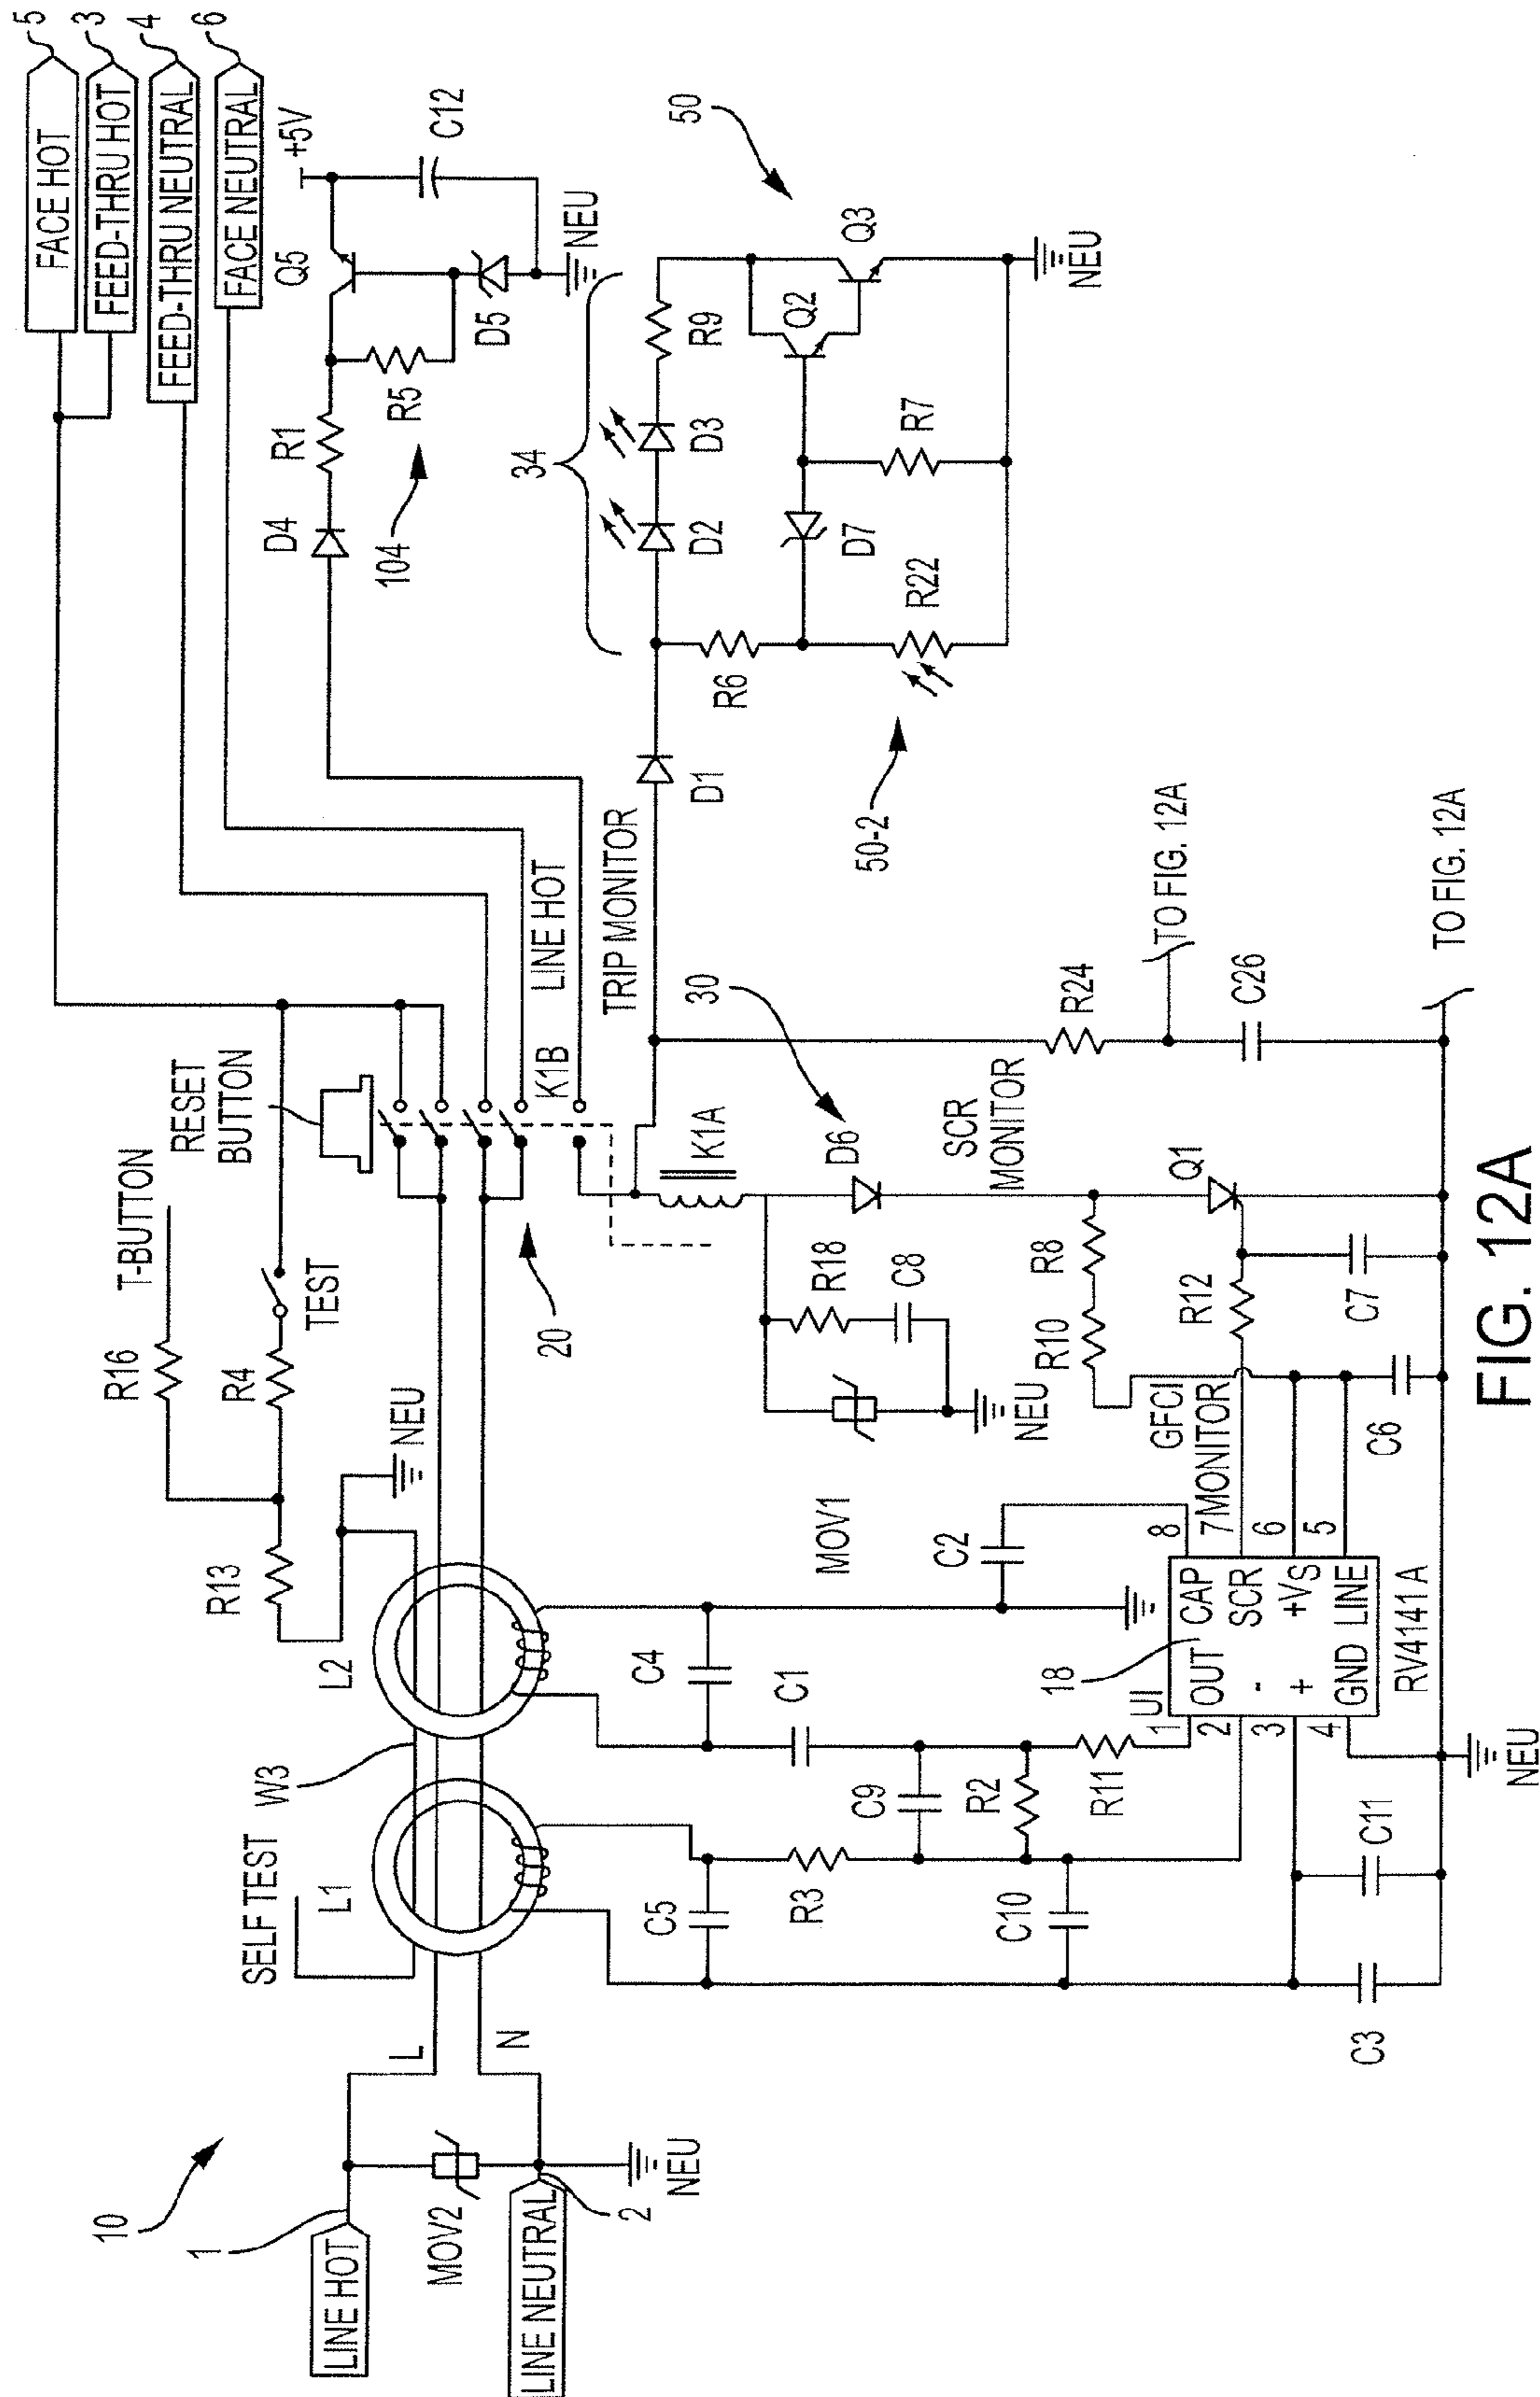 10
1
LINE HOT
MOV2
LINE NEUTRAL
2
NEU
L
N
SELF TEST
L1
W3
L2
R13
NEU
R16
T-BUTTON
R4
TEST
RESET
BUTTON
20
K1B
LINE HOT
FACE HOT
5
FEED-THRU HOT
3
FEED-THRU NEUTRAL
4
FACE NEUTRAL
6
D4
R1
R5
104
Q5
+5V
C12
D5
NEU
TRIP MONITOR
D1
34
D2
D3
R9
R6
D7
R22
R7
Q2
Q3
50
50-2
NEU
30
K1A
D6
SCR
MONITOR
R24
TO FIG. 12A
C26
TO FIG. 12A
R18
C8
MOV1
NEU
R8
R10
Q1
R12
C7
GFCI
MONITOR
C6
C5
C4
C1
C2
R3
C9
R2
R11
C10
C3
C11
18
UI
1
OUT
CAP
8
2
-
SCR
7
3
+
+VS
6
4
GND
LINE
5
RV4141A
NEU
FIG. 12A